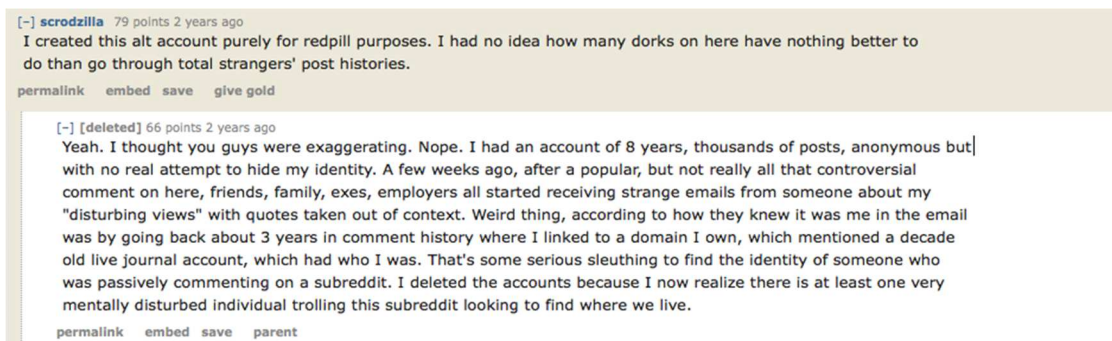 [-] scrodzilla 79 points 2 years ago
I created this alt account purely for redpill purposes. I had no idea how many dorks on here have nothing better to
do than go through total strangers' post histories.
permalink embed save give gold
[-] [deleted] 66 points 2 years ago
Yeah. I thought you guys were exaggerating. Nope. I had an account of 8 years, thousands of posts, anonymous but
with no real attempt to hide my identity. A few weeks ago, after a popular, but not really all that controversial
comment on here, friends, family, exes, employers all started receiving strange emails from someone about my
"disturbing views" with quotes taken out of context. Weird thing, according to how they knew it was me in the email
was by going back about 3 years in comment history where I linked to a domain I own, which mentioned a decade
old live journal account, which had who I was. That's some serious sleuthing to find the identity of someone who
was passively commenting on a subreddit. I deleted the accounts because I now realize there is at least one very
mentally disturbed individual trolling this subreddit looking to find where we live.
permalink embed save parent